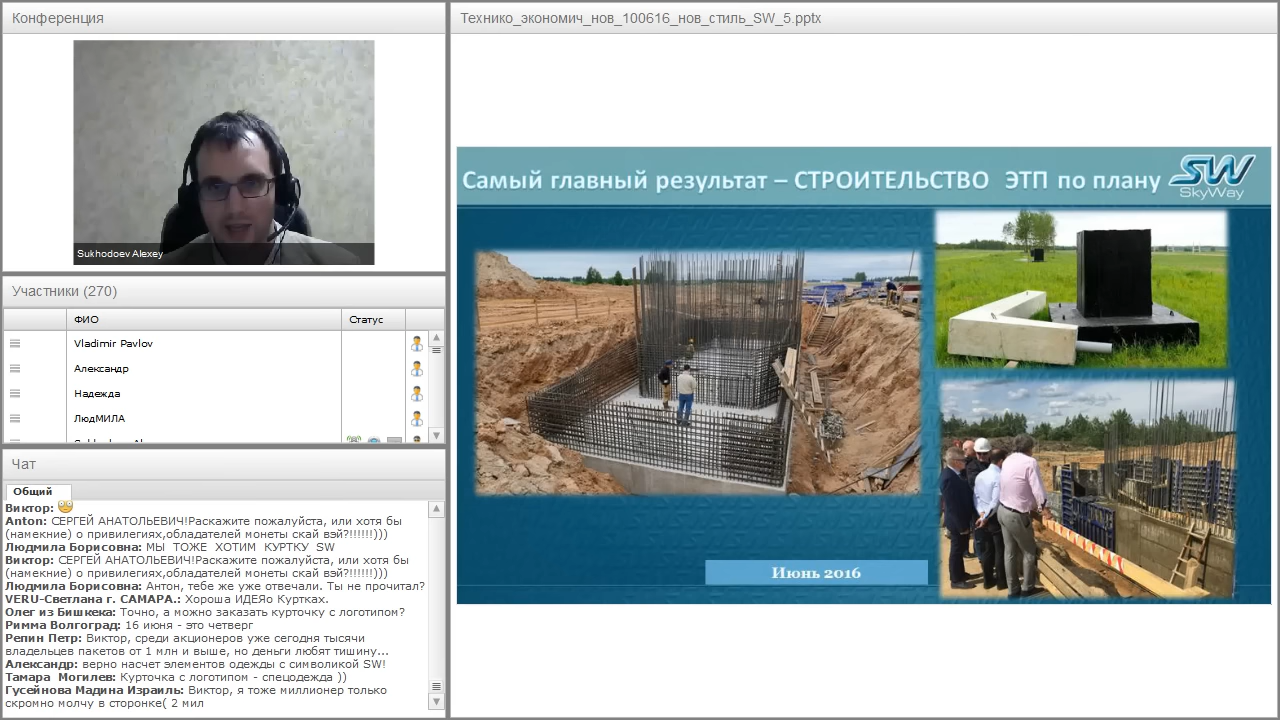 Конференция
Sukhodoev Alexey
Участники (270)
ФИО
Статус
Vladimir Pavlov
Александр
Надежда
ЛюдМИЛА
Чат
Общий
Виктор:
Anton: СЕРГЕЙ АНАТОЛЬЕВИЧ!Раскажите пожалуйста, или хотя бы
(намекние) о привилегиях,обладателей монеты скай вэй?!!!!!!)))
Людмила Борисовна: МЫ ТОЖЕ ХОТИМ КУРТКУ SW
Виктор: СЕРГЕЙ АНАТОЛЬЕВИЧ!Раскажите пожалуйста, или хотя бы
(намекние) о привилегиях,обладателей монеты скай вэй?!!!!!!)))
Людмила Борисовна: Антон, тебе же уже отвечали. Ты не прочитал?
VERU-Светлана г. САМАРА.: Хороша ИДЕЯо Куртках.
Олег из Бишкека: Точно, а можно заказать курточку с логотипом?
Римма Волгоград: 16 июня - это четверг
Репин Петр: Виктор, среди акционеров уже сегодня тысячи
владельцев пакетов от 1 млн и выше, но деньги любят тишину...
Александр: верно насчет элементов одежды с символикой SW!
Тамара Могилев: Курточка с логотипом - спецодежда ))
Гусейнова Мадина Израиль: Виктор, я тоже миллионер только
скромно молчу в сторонке( 2 мил
Технико_экономич_нов_100616_нов_стиль_SW_5.pptx
Самый главный результат – СТРОИТЕЛЬСТВО ЭТП по плану
SW
SkyWay
Июнь 2016